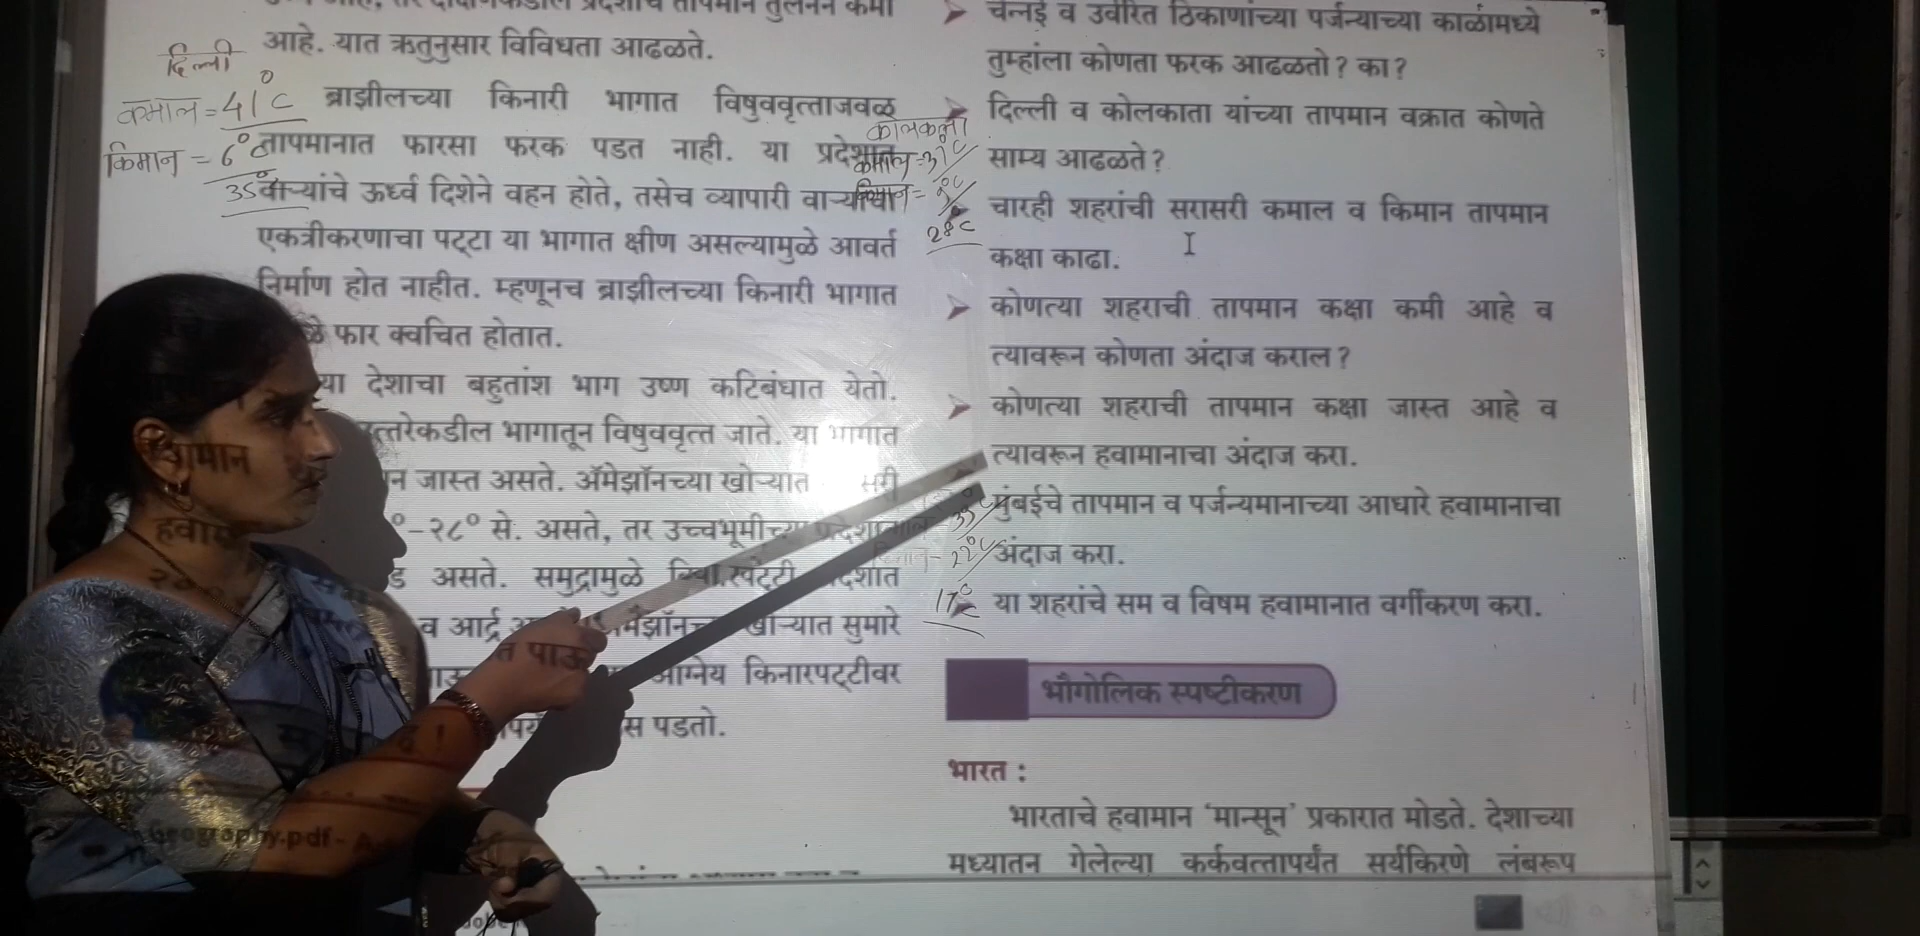 आहे. यात ऋतुनुसार विविधता आढळते.
दिल्ली
कमाल = 41°C
किमान = 6°C
35°
ब्राझीलच्या किनारी भागात विषुववृत्ताजवळ
तापमानात फारसा फरक पडत नाही. या प्रदेशात
वाऱ्यांचे ऊर्ध्व दिशेने वहन होते, तसेच व्यापारी वाऱ्यांचा
एकत्रीकरणाचा पट्टा या भागात क्षीण असल्यामुळे आवर्त
निर्माण होत नाहीत. म्हणूनच ब्राझीलच्या किनारी भागात
फार क्वचित होतात.
या देशाचा बहुतांश भाग उष्ण कटिबंधात येतो.
त्तरेकडील भागातून विषुववृत्त जाते. या भागात
न जास्त असते. ॲमेझॉनच्या खोऱ्यात
°-२८° से. असते, तर उच्चभूमीच्या प्रदेशात
असते. समुद्रामुळे
व आर्द्र खोऱ्यात सुमारे
आग्नेय किनारपट्टीवर
स पडतो.
चेन्नई व उर्वरित ठिकाणांच्या पर्जन्याच्या काळांमध्ये
तुम्हांला कोणता फरक आढळतो? का?
दिल्ली व कोलकाता यांच्या तापमान वक्रात कोणते
साम्य आढळते?
कोलकत्ता
कमाल = 37°C
किमान = 9°C
28°C
चारही शहरांची सरासरी कमाल व किमान तापमान
कक्षा काढा.
कोणत्या शहराची तापमान कक्षा कमी आहे व
त्यावरून कोणता अंदाज कराल?
कोणत्या शहराची तापमान कक्षा जास्त आहे व
त्यावरून हवामानाचा अंदाज करा.
मुंबईचे तापमान व पर्जन्यमानाच्या आधारे हवामानाचा
अंदाज करा.
22°C
17°C
या शहरांचे सम व विषम हवामानात वर्गीकरण करा.
भौगोलिक स्पष्टीकरण
भारत :
भारताचे हवामान ‘मान्सून’ प्रकारात मोडते. देशाच्या
मध्यातून गेलेल्या कर्कवृत्तापर्यंत सूर्यकिरणे लंबरूप
Geography.pdf -